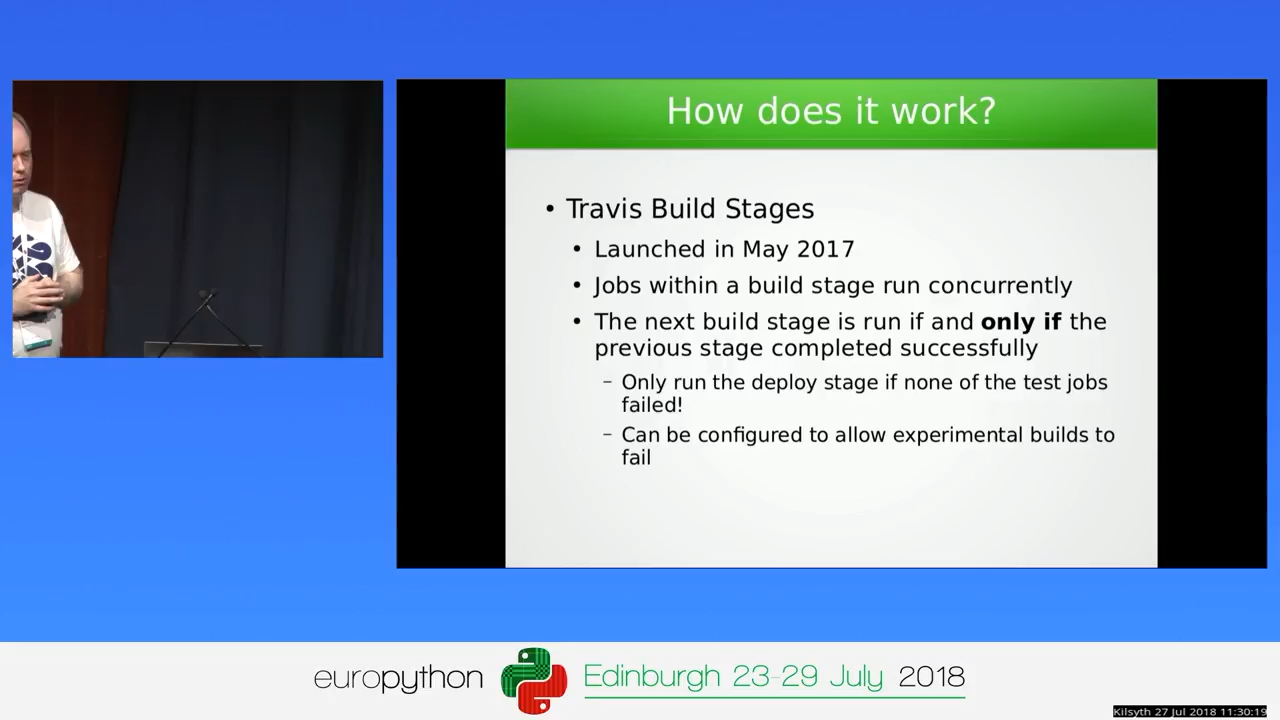 How does it work?
• Travis Build Stages
• Launched in May 2017
• Jobs within a build stage run concurrently
• The next build stage is run if and only if the
previous stage completed successfully
– Only run the deploy stage if none of the test jobs
failed!
– Can be configured to allow experimental builds to
fail
europython Edinburgh 23-29 July 2018
Kilsyth 27 Jul 2018 11:30:19